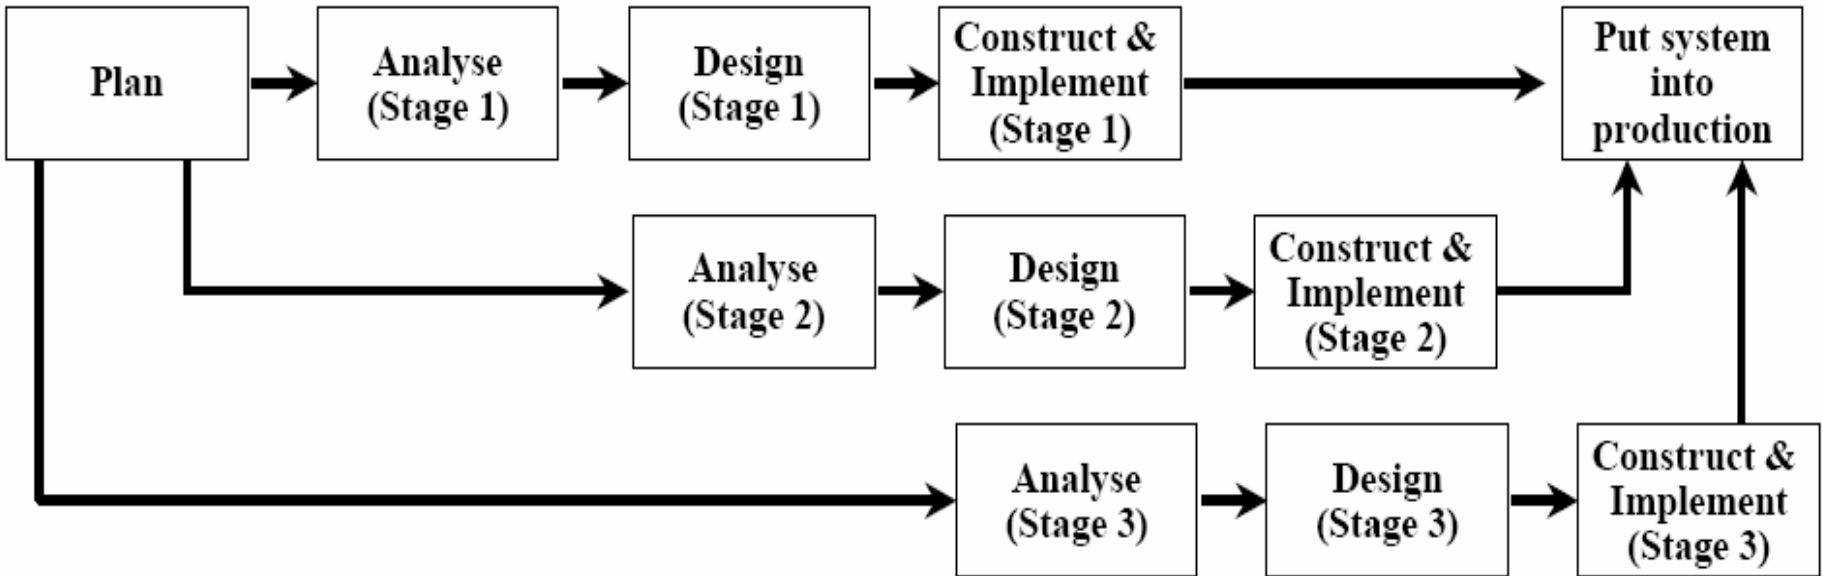 Plan
Analyse
(Stage 1)
Design
(Stage 1)
Construct &
Implement
(Stage 1)
Put system
into
production
Analyse
(Stage 2)
Design
(Stage 2)
Construct &
Implement
(Stage 2)
Analyse
(Stage 3)
Design
(Stage 3)
Construct &
Implement
(Stage 3)